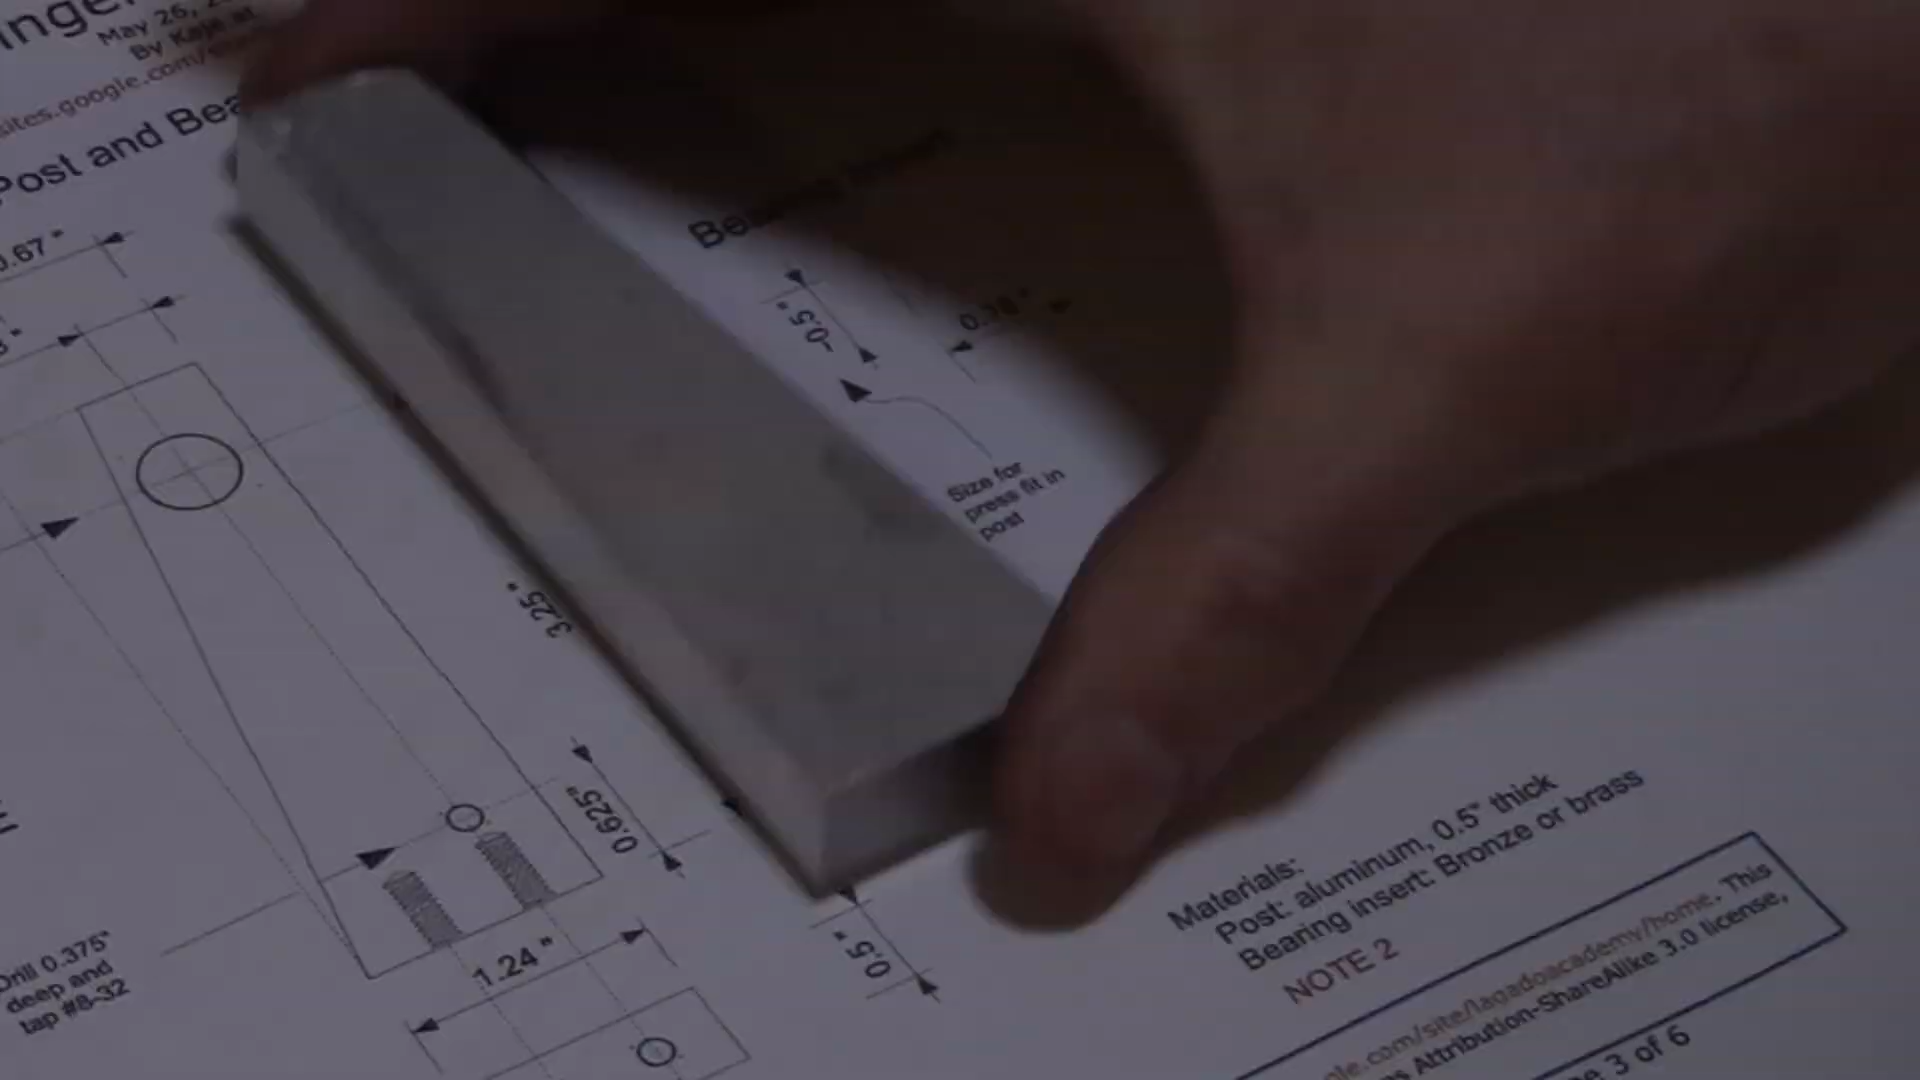 May 26,
By
sites.google.com/
Post and Bea
0.67 "
~0.5"
Size for
press fit in
post
3.25"
0.625"
0.5"
1.24 "
Drill 0.375"
deep and
tap #8-32
Materials:
Post: aluminum, 0.5" thick
Bearing insert: Bronze or brass
NOTE 2
gle.com/site/lagadoacademy/home. This
Attribution-ShareAlike 3.0 license,
3 of 6